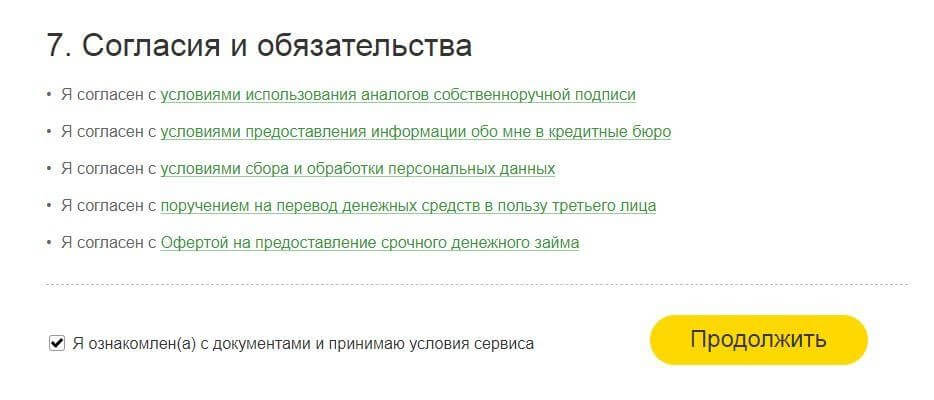 7. Согласия и обязательства
• Я согласен с условиями использования аналогов собственноручной подписи
• Я согласен с условиями предоставления информации обо мне в кредитные бюро
• Я согласен с условиями сбора и обработки персональных данных
• Я согласен с поручением на перевод денежных средств в пользу третьего лица
• Я согласен с Офертой на предоставление срочного денежного займа
Я ознакомлен(а) с документами и принимаю условия сервиса
Продолжить